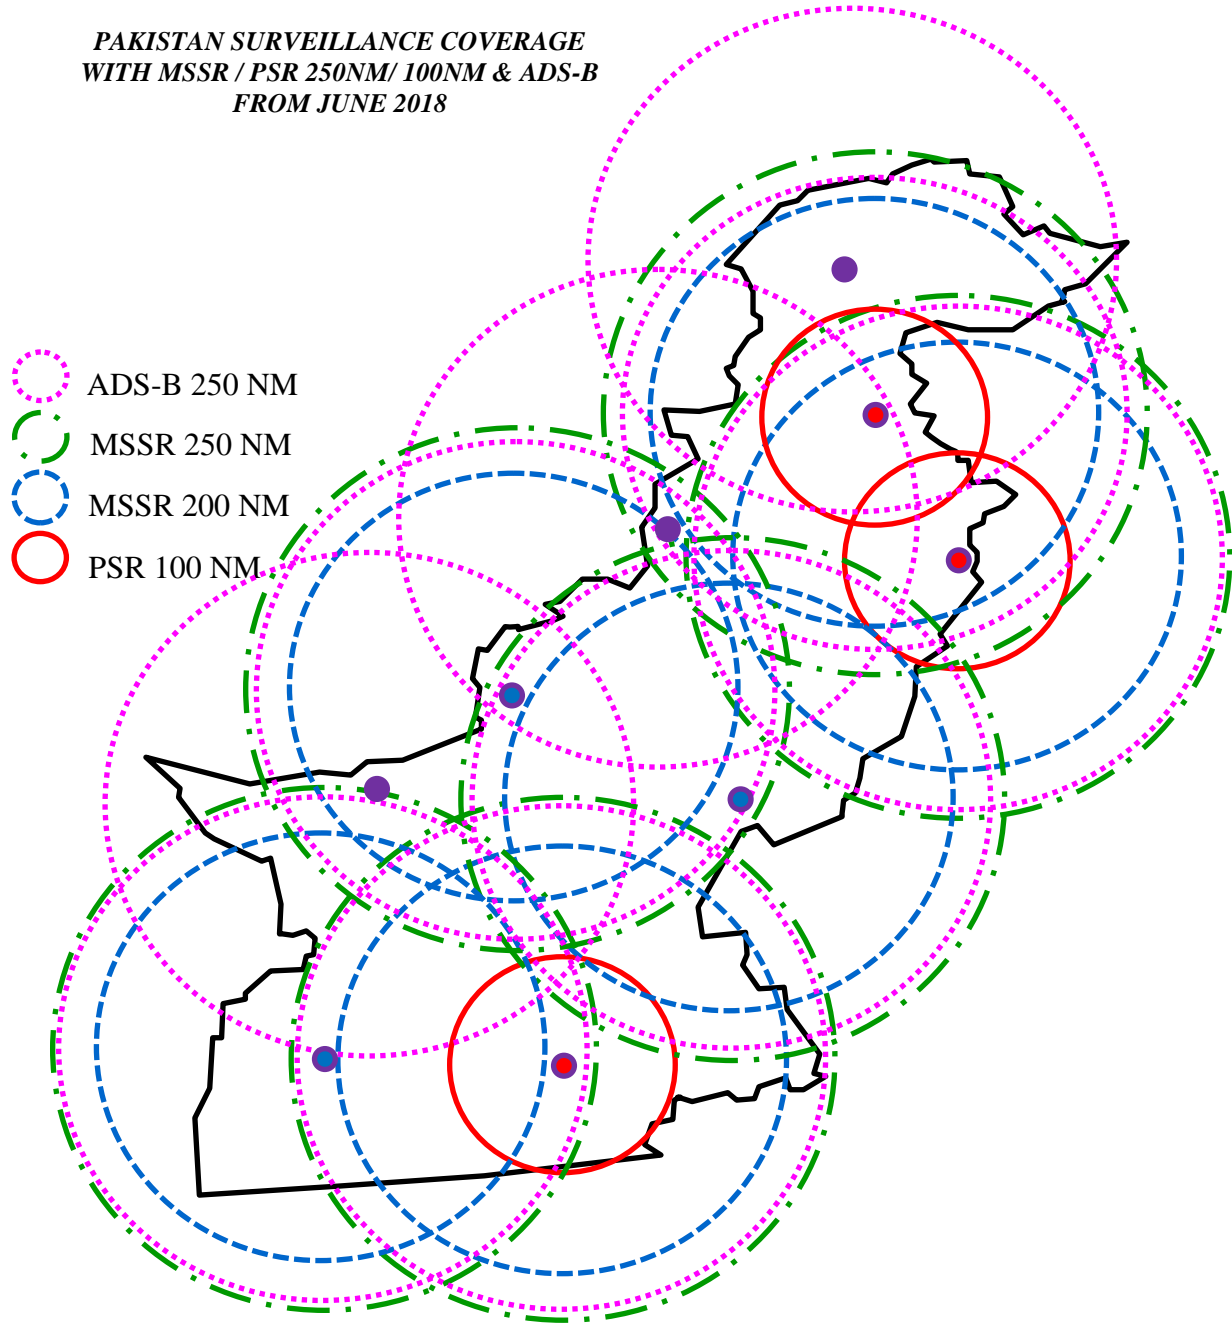 PAKISTAN SURVEILLANCE COVERAGE
WITH MSSR / PSR 250NM/ 100NM & ADS-B
FROM JUNE 2018
ADS-B 250 NM
MSSR 250 NM
MSSR 200 NM
PSR 100 NM